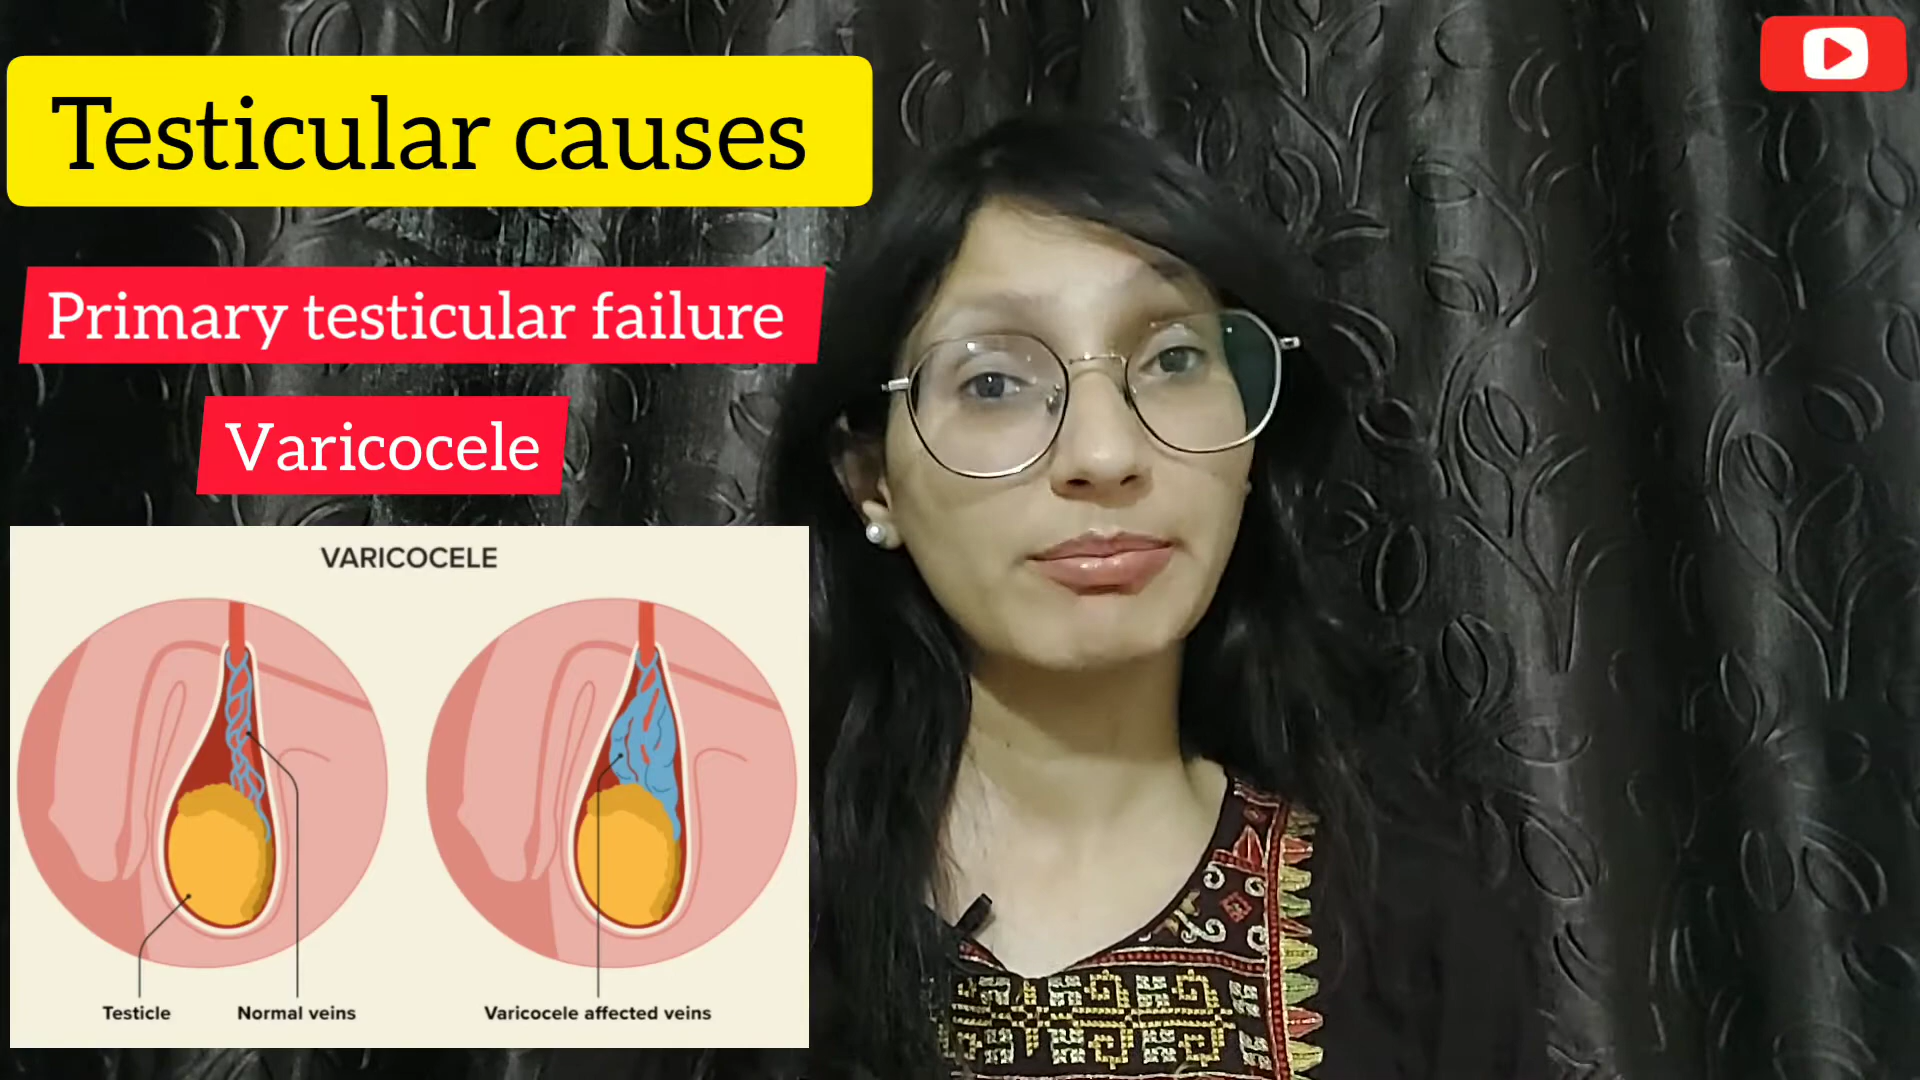 Testicular causes
Primary testicular failure
Varicocele
VARICOCELE
Testicle
Normal veins
Varicocele affected veins